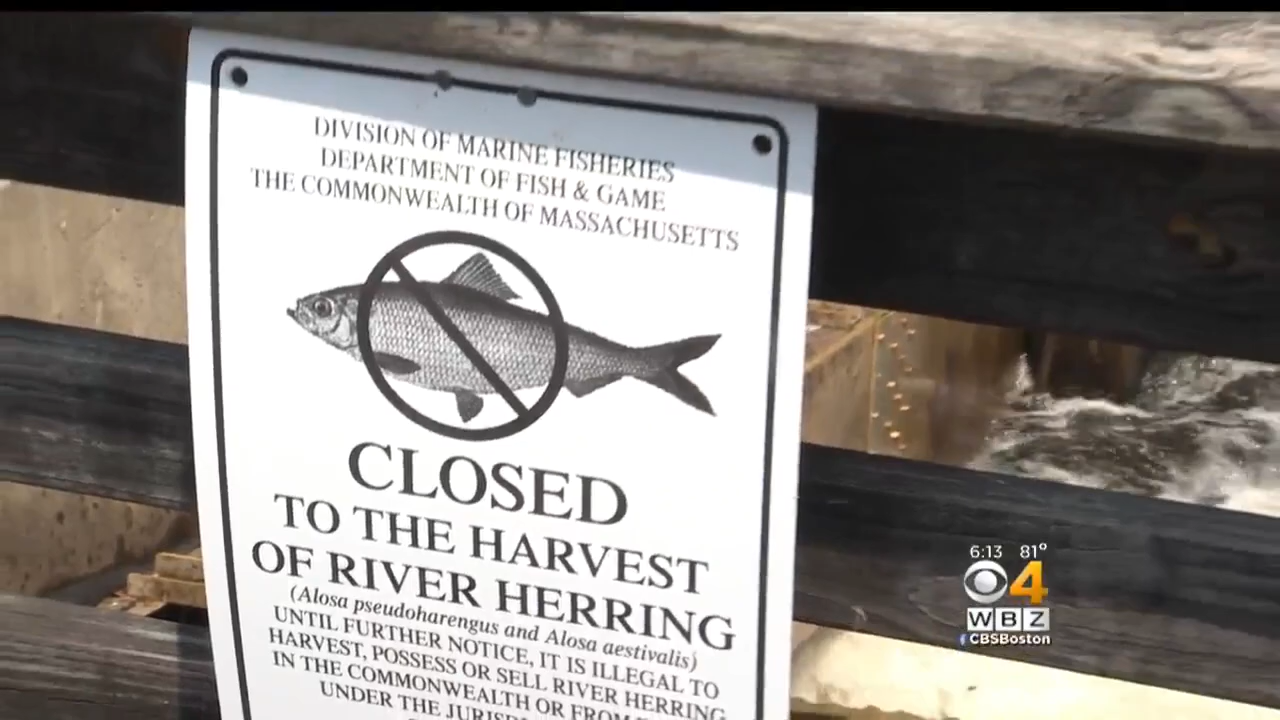 DIVISION OF MARINE FISHERIES
DEPARTMENT OF FISH & GAME
THE COMMONWEALTH OF MASSACHUSETTS
CLOSED
TO THE HARVEST
OF RIVER HERRING
(Alosa pseudoharengus and Alosa aestivalis)
UNTIL FURTHER NOTICE, IT IS ILLEGAL TO
HARVEST, POSSESS OR SELL RIVER HERRING
IN THE COMMONWEALTH OR FROM
UNDER THE
6:13 81°
4
WBZ
f CBSBoston